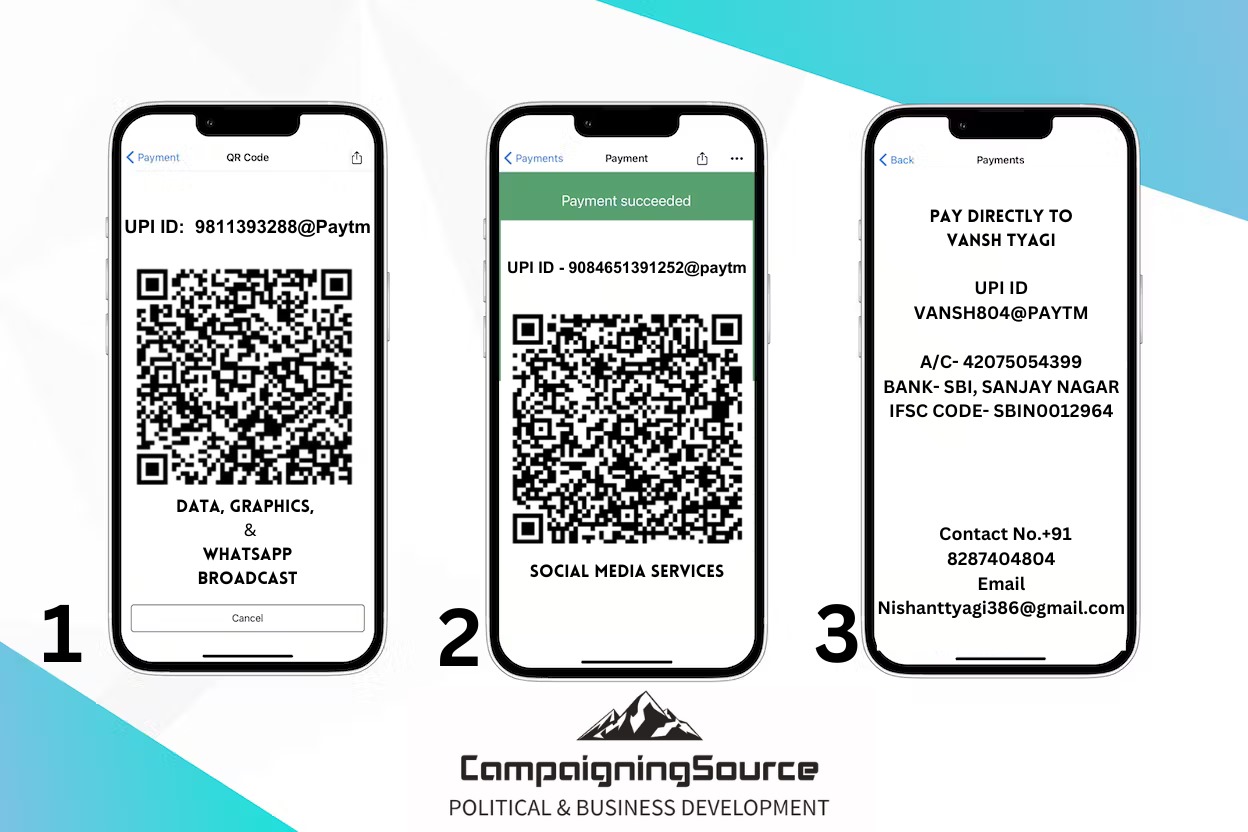 Payment
QR Code
UPI ID:  9811393288@Paytm
DATA, GRAPHICS,
&
WHATSAPP
BROADCAST
Cancel
1
Payments
Payment
•••
Payment succeeded
UPI ID - 9084651391252@paytm
SOCIAL MEDIA SERVICES
2
Back
Payments
PAY DIRECTLY TO
VANSH TYAGI
UPI ID
VANSH804@PAYTM
A/C- 42075054399
BANK- SBI, SANJAY NAGAR
IFSC CODE- SBIN0012964
Contact No.+91
8287404804
Email
Nishanttyagi386@gmail.com
3
CampaigningSource
POLITICAL & BUSINESS DEVELOPMENT